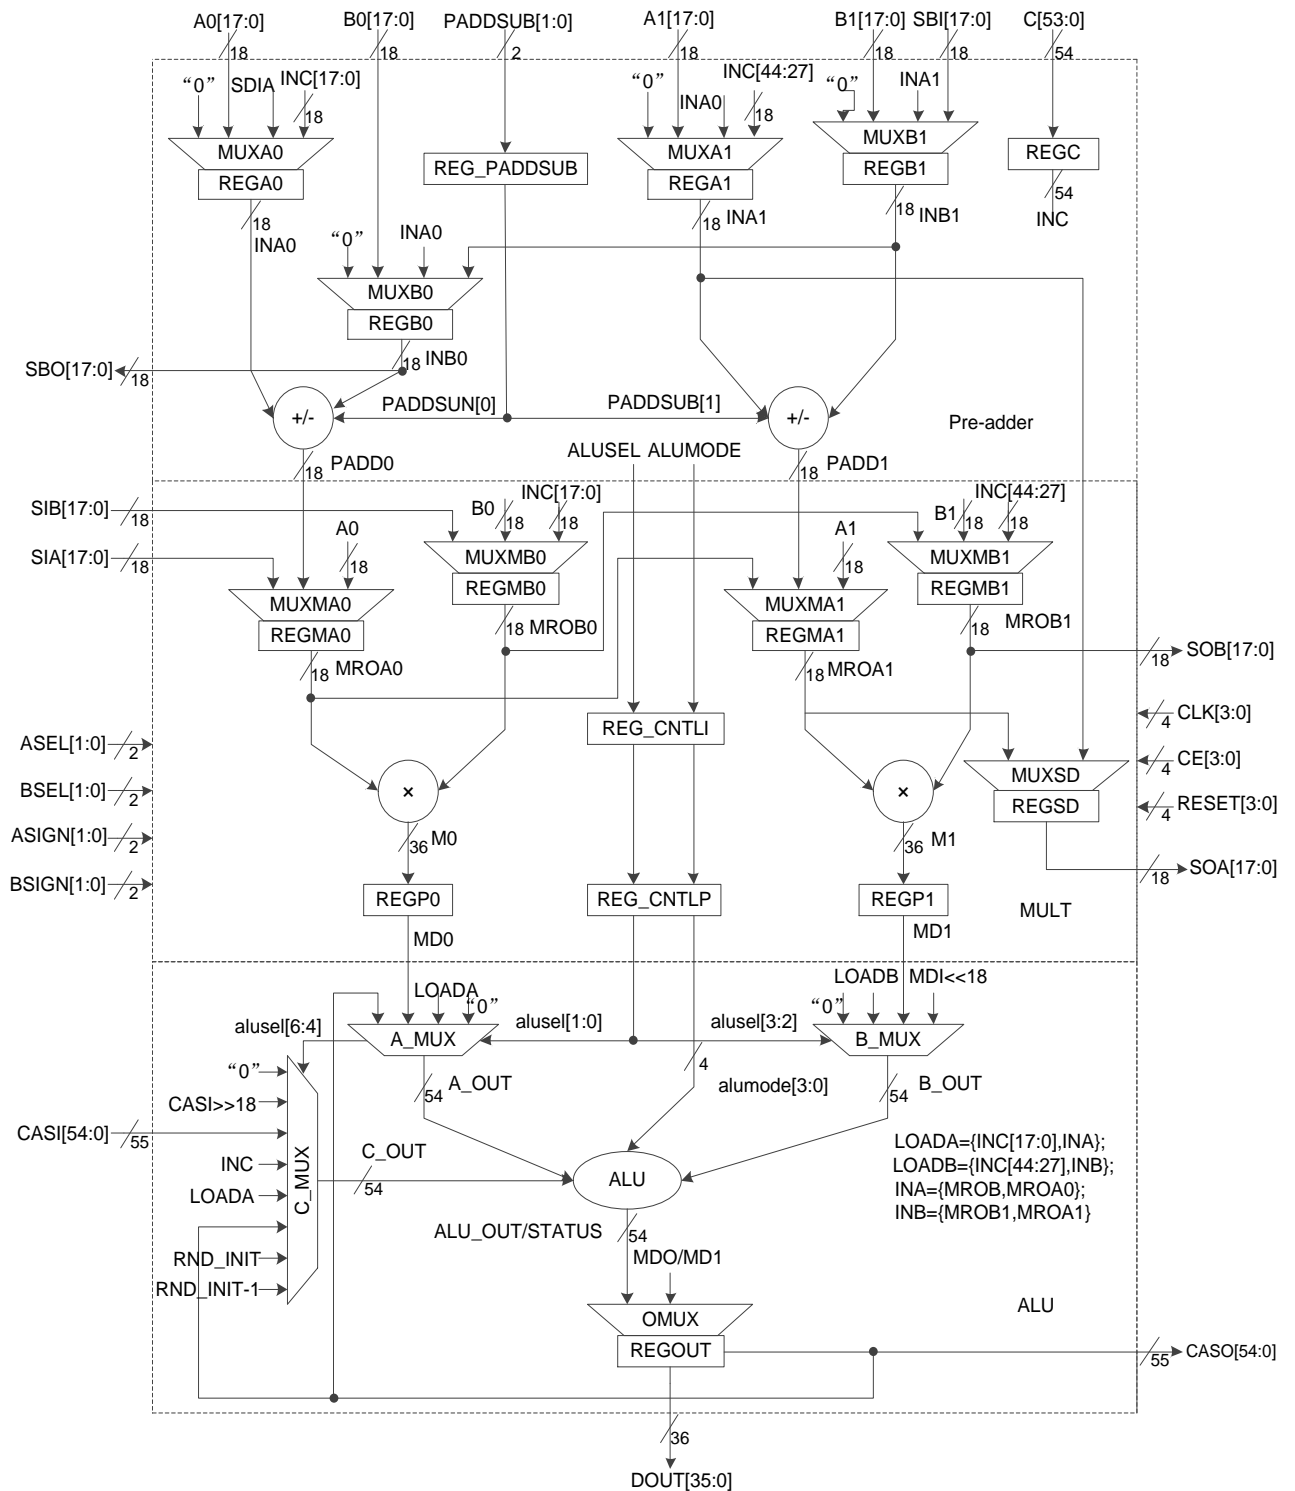 A0[17:0] B0[17:0] PADDSUB[1:0] A1[17:0] B1[17:0] SBI[17:0] C[53:0]
18 18 2 18 18 18 54
“0” SDIA INC[17:0] “0” INA0 INC[44:27] “0” INA1
18 18
MUXA0 MUXA1 MUXB1
REGA0 REG_PADDSUB REGA1 REGB1 REGC
18 18 18 54
INA0 INA1 INB1 INC
“0” INA0
MUXB0
REGB0
18 INB0
SBO[17:0] 18
+/- PADDSUN[0] PADDSUB[1] +/-
Pre-adder
ALUSEL ALUMODE
18 PADD0 18 PADD1
SIB[17:0] 18 B0 18 INC[17:0] 18 B1 18 INC[44:27] 18
SIA[17:0] 18 A0 18 MUXMB0 A1 18 MUXMB1
REGMB0 REGMB1
MUXMA0 MUXMA1
REGMA0 18 MROB0 REGMA1 18 MROB1
18 MROA0 18 MROA1 18 SOB[17:0]
ASEL[1:0] 2 REG_CNTLI 4 CLK[3:0]
BSEL[1:0] 2 × × MUXSD 4 CE[3:0]
REGSD 4 RESET[3:0]
ASIGN[1:0] 2 36 M0 36 M1
18 SOA[17:0]
BSIGN[1:0] 2 REGP0 REG_CNTLP REGP1
MULT
MD0 MD1
LOADA “0” “0” LOADB MDI<<18
alusel[6:4] A_MUX alusel[1:0] alusel[3:2] B_MUX
“0” 54 A_OUT 4 alumode[3:0] 54 B_OUT
CASI>>18
CASI[54:0] 55
INC
LOADA
RND_INIT
RND_INIT-1
C_MUX
C_OUT
54
ALU
LOADA={INC[17:0],INA};
LOADB={INC[44:27],INB};
INA={MROB,MROA0};
INB={MROB1,MROA1}
ALU_OUT/STATUS 54
MDO/MD1
OMUX ALU
REGOUT
55 CASO[54:0]
36
DOUT[35:0]